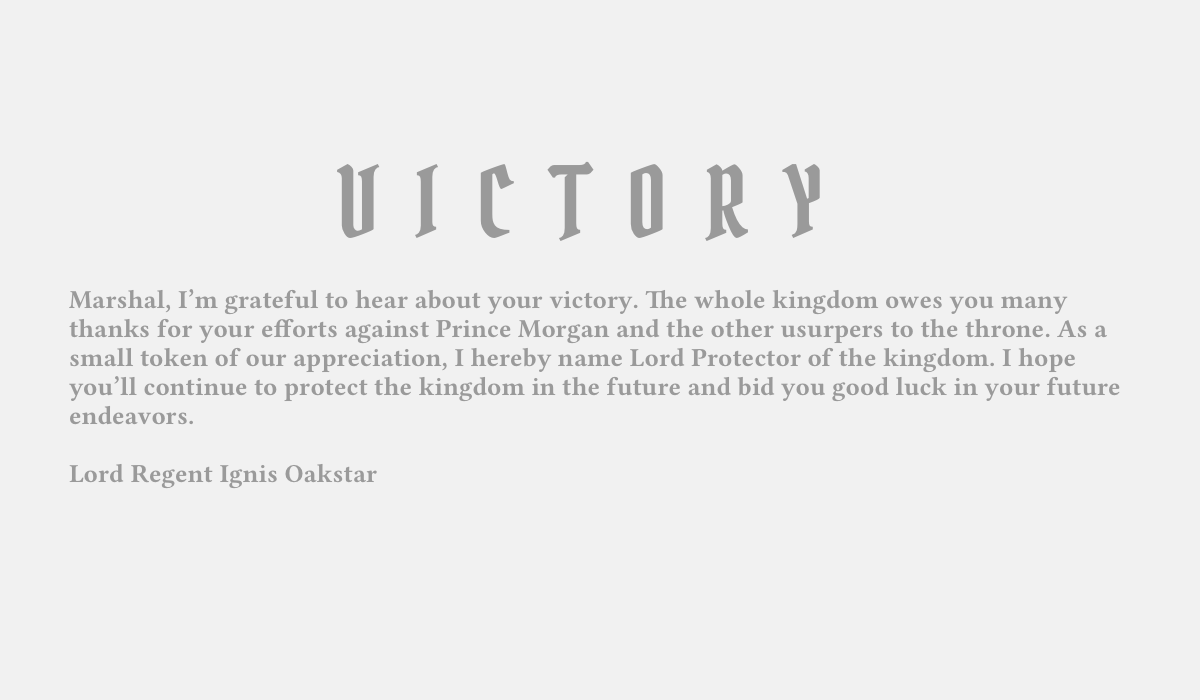 VICTORY
Marshal, I’m grateful to hear about your victory. The whole kingdom owes you many
thanks for your efforts against Prince Morgan and the other usurpers to the throne. As a
small token of our appreciation, I hereby name Lord Protector of the kingdom. I hope
you’ll continue to protect the kingdom in the future and bid you good luck in your future
endeavors.
Lord Regent Ignis Oakstar